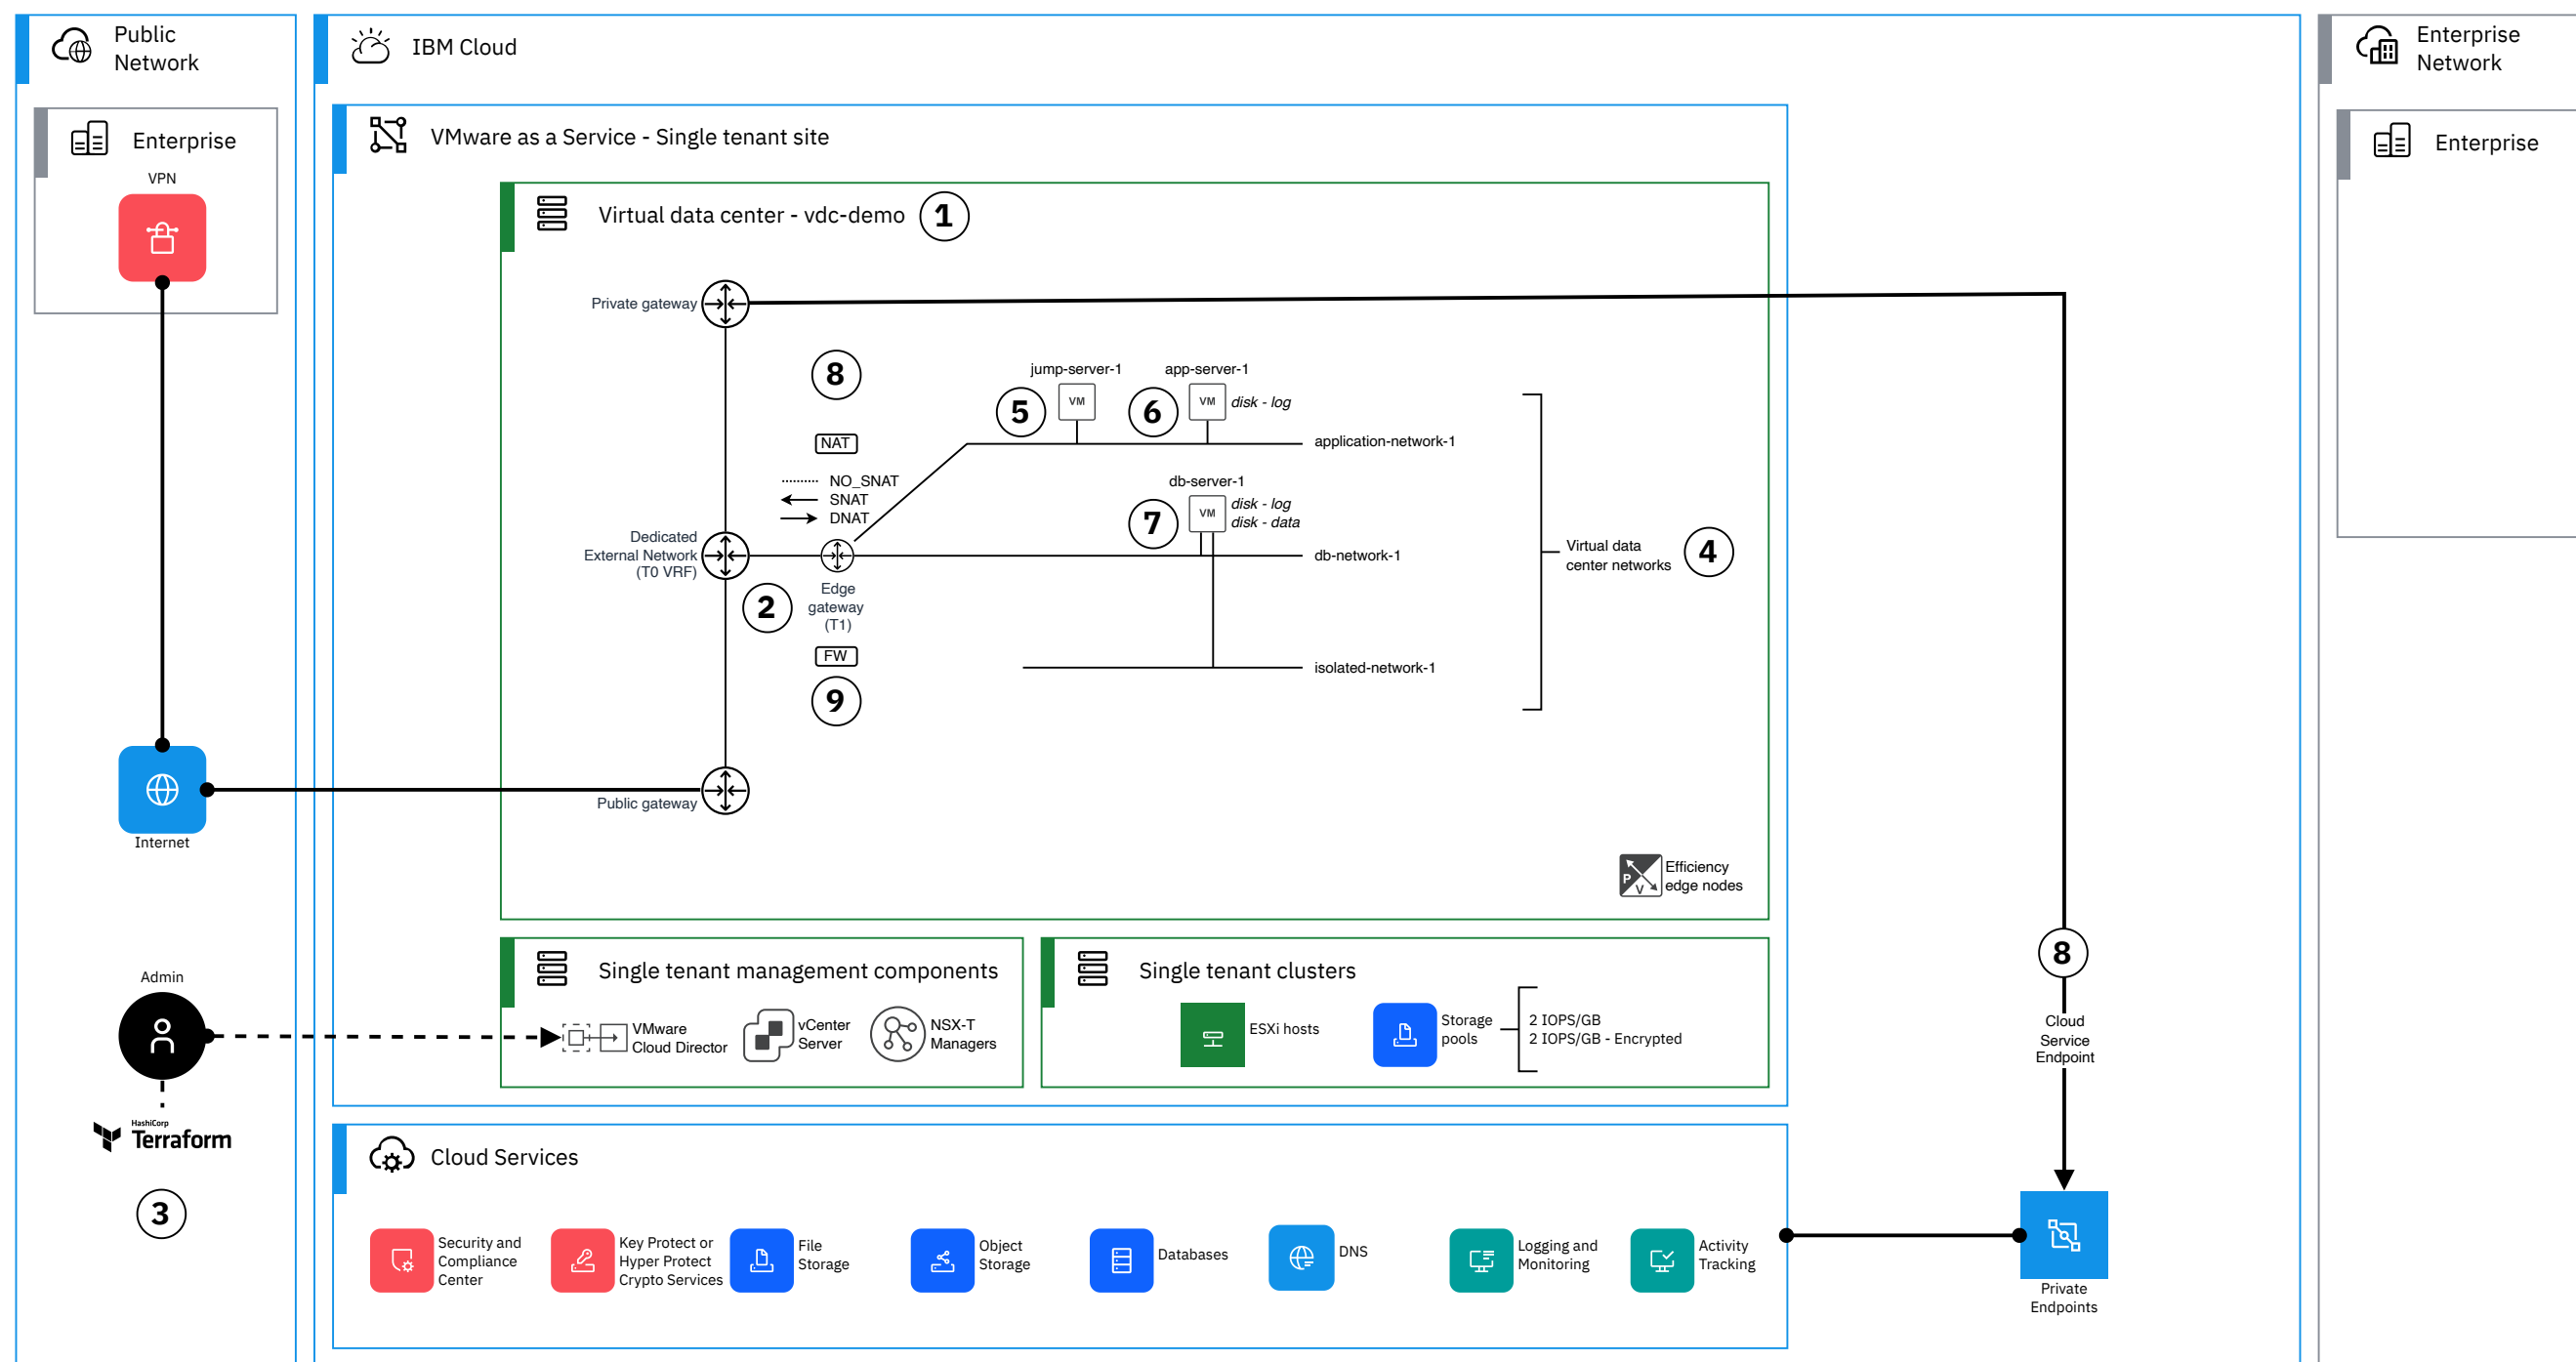 Public
Network
Enterprise
VPN
Internet
Admin
HashiCorp
Terraform
3
IBM Cloud
VMware as a Service - Single tenant site
Virtual data center - vdc-demo
1
Private gateway
8
NAT
NO_SNAT
SNAT
DNAT
Dedicated
External Network
(T0 VRF)
2
Edge
gateway
(T1)
FW
9
Public gateway
jump-server-1
5
VM
app-server-1
6
VM
disk - log
application-network-1
db-server-1
7
VM
disk - log
disk - data
db-network-1
isolated-network-1
Virtual data
center networks
4
P
V
Efficiency
edge nodes
Single tenant management components
VMware
Cloud Director
vCenter
Server
NSX-T
Managers
Single tenant clusters
ESXi hosts
Storage
pools
2 IOPS/GB
2 IOPS/GB - Encrypted
Cloud Services
Security and
Compliance
Center
Key Protect or
Hyper Protect
Crypto Services
File
Storage
Object
Storage
Databases
DNS
Logging and
Monitoring
Activity
Tracking
8
Cloud
Service
Endpoint
Private
Endpoints
Enterprise
Network
Enterprise